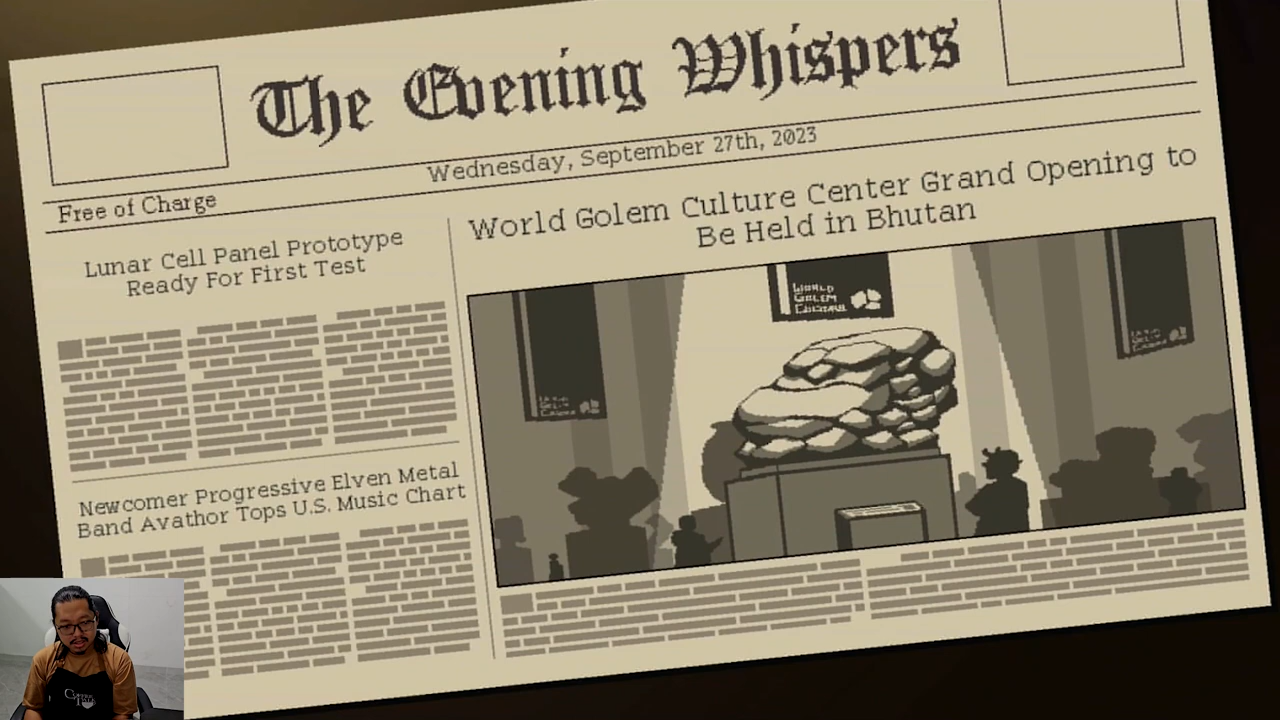 The Evening Whispers
Wednesday, September 27th, 2023
Free of Charge
Lunar Cell Panel Prototype
Ready For First Test
Newcomer Progressive Elven Metal
Band Avathor Tops U.S. Music Chart
World Golem Culture Center Grand Opening to
Be Held in Bhutan
WORLD
GOLEM
CULTURE
COFFEE
TALK